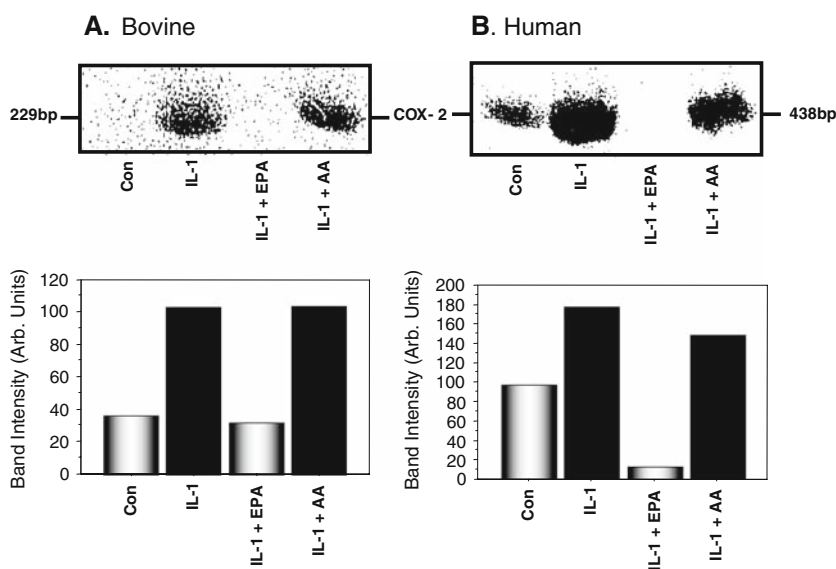 A. Bovine
B. Human
229bp
COX- 2
438bp
Con
IL-1
IL-1 + EPA
IL-1 + AA
Con
IL-1
IL-1 + EPA
IL-1 + AA
Band Intensity (Arb. Units)
120
100
80
60
40
20
0
Con
IL-1
IL-1 + EPA
IL-1 + AA
Band Intensity (Arb. Units)
200
180
160
140
120
100
80
60
40
20
0
Con
IL-1
IL-1 + EPA
IL-1 + AA